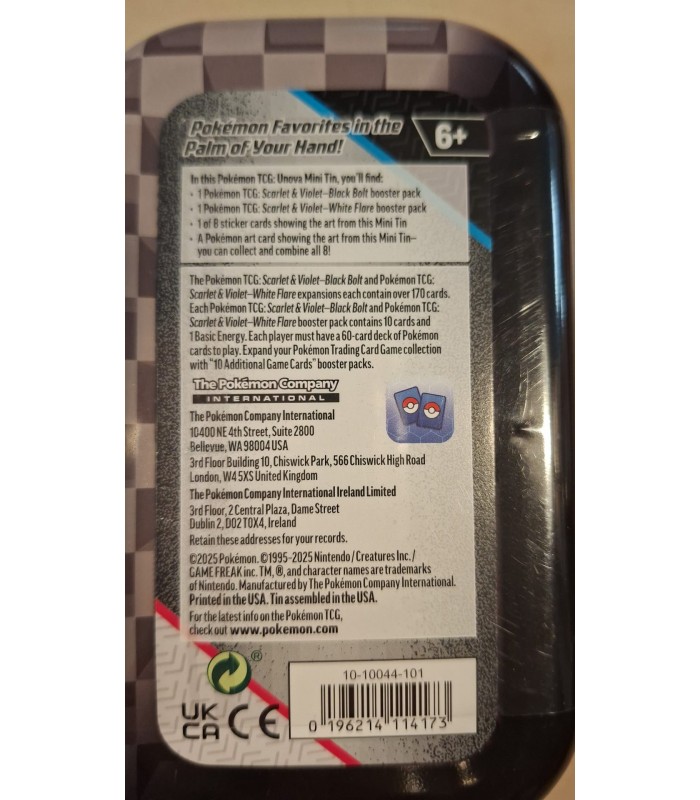 Pokémon Favorites in the
Palm of Your Hand!
6+
In this Pokémon TCG: Unova Mini Tin, you'll find:
• 1 Pokémon TCG: Scarlet & Violet—Black Bolt booster pack
• 1 Pokémon TCG: Scarlet & Violet—White Flare booster pack
• 1 of 8 sticker cards showing the art from this Mini Tin
• A Pokémon art card showing the art from this Mini Tin—
you can collect and combine all 8!
The Pokémon TCG: Scarlet & Violet—Black Bolt and Pokémon TCG:
Scarlet & Violet—White Flare expansions each contain over 170 cards.
Each Pokémon TCG: Scarlet & Violet—Black Bolt and Pokémon TCG:
Scarlet & Violet—White Flare booster pack contains 10 cards and
1 Basic Energy. Each player must have a 60-card deck of Pokémon
cards to play. Expand your Pokémon Trading Card Game collection
with "10 Additional Game Cards" booster packs.
The Pokémon Company
INTERNATIONAL
The Pokémon Company International
10400 NE 4th Street, Suite 2800
Bellevue, WA 98004 USA
3rd Floor Building 10, Chiswick Park, 566 Chiswick High Road
London, W4 5XS United Kingdom
The Pokémon Company International Ireland Limited
3rd Floor, 2 Central Plaza, Dame Street
Dublin 2, D02 T0X4, Ireland
Retain these addresses for your records.
©2025 Pokémon. ©1995-2025 Nintendo / Creatures Inc. /
GAME FREAK inc. TM, ®, and character names are trademarks
of Nintendo. Manufactured by The Pokémon Company International.
Printed in the USA. Tin assembled in the USA.
For the latest info on the Pokémon TCG,
check out www.pokemon.com
®
UK
CA CE
10-10044-101
0 196214 114173